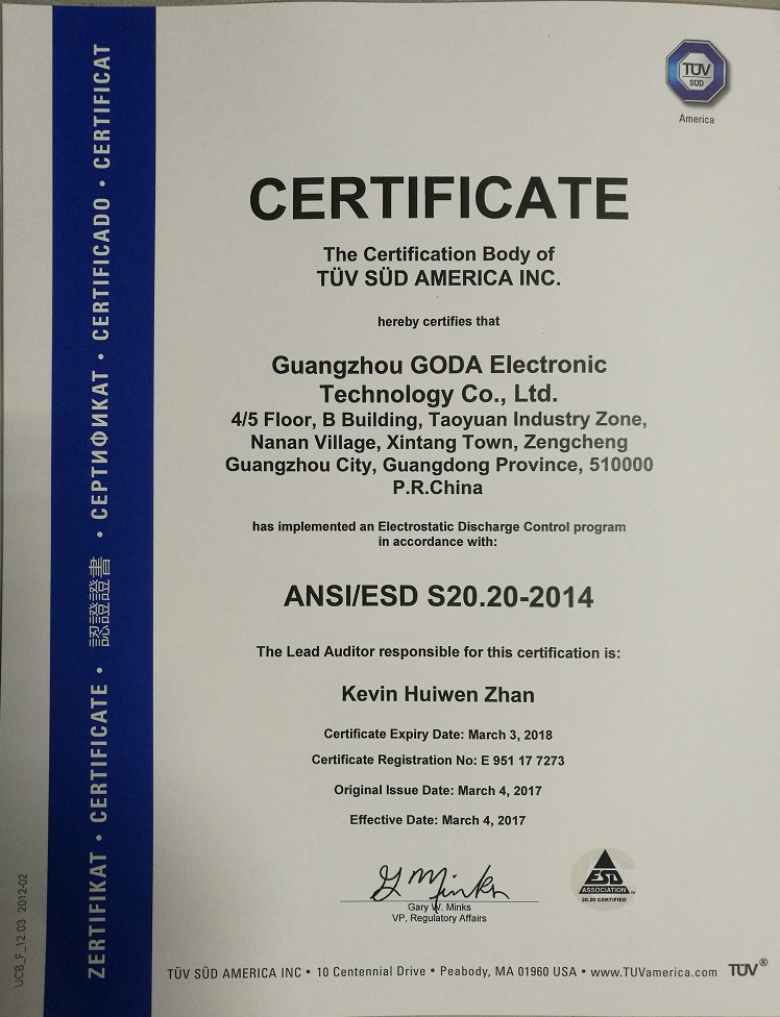 TÜV
SÜD
America
CERTIFICATE
The Certification Body of
TÜV SÜD AMERICA INC.
hereby certifies that
Guangzhou GODA Electronic
Technology Co., Ltd.
4/5 Floor, B Building, Taoyuan Industry Zone,
Nanan Village, Xintang Town, Zengcheng
Guangzhou City, Guangdong Province, 510000
P.R.China
has implemented an Electrostatic Discharge Control program
in accordance with:
ANSI/ESD S20.20-2014
The Lead Auditor responsible for this certification is:
Kevin Huiwen Zhan
Certificate Expiry Date: March 3, 2018
Certificate Registration No: E 951 17 7273
Original Issue Date: March 4, 2017
Effective Date: March 4, 2017
G W Minks
Gary W. Minks
VP, Regulatory Affairs
ESD
ASSOCIATION™
20.20 CERTIFIED
TÜV SÜD AMERICA INC • 10 Centennial Drive • Peabody, MA 01960 USA • www.TUVamerica.com TÜV®
ZERTIFIKAT • CERTIFICATE • 認證證書 • СЕРТИФИКАТ • CERTIFICADO • CERTIFICAT
UCB_F_12.03 2012-02